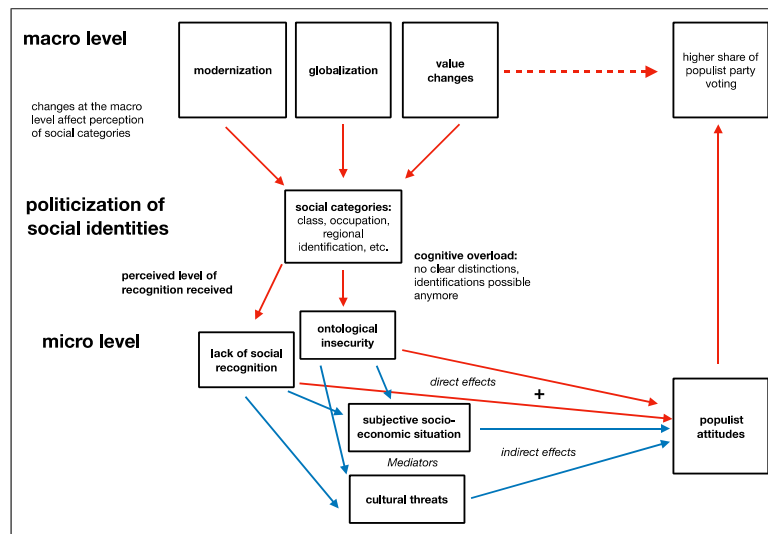 macro level
modernization
globalization
value
changes
higher share of
populist party
voting
changes at the macro
level affect perception
of social categories
politicization of
social identities
social categories:
class, occupation,
regional
identification, etc.
cognitive overload:
no clear distinctions,
identifications possible
anymore
perceived level of
recognition received
micro level
ontological
insecurity
lack of social
recognition
direct effects
+
subjective socio-
economic situation
populist
attitudes
Mediators
indirect effects
cultural threats